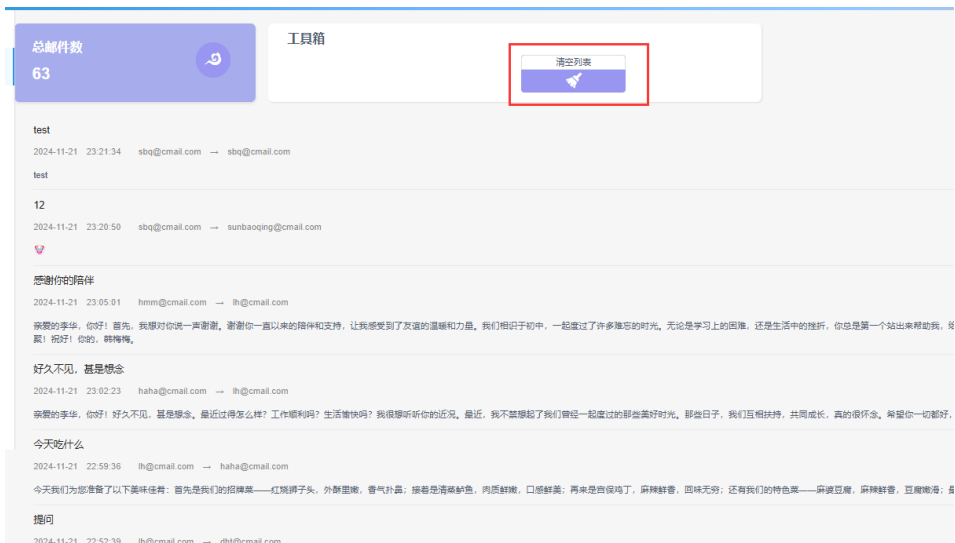 总邮件数
63
工具箱
清空列表
test
2024-11-21 23:21:34 sbq@cmail.com → sbq@cmail.com
test
12
2024-11-21 23:20:50 sbq@cmail.com → sunbaoqing@cmail.com
感谢你的陪伴
2024-11-21 23:05:01 hmm@cmail.com → lh@cmail.com
亲爱的李华，你好！首先，我想对你说一声谢谢。谢谢你一直以来的陪伴和支持，让我感受到了友谊的温暖和力量。我们相识于初中，一起度过了许多难忘的时光。无论是学习上的困难，还是生活中的挫折，你总是第一个站出来帮助我，给
聚！祝好！你的，韩梅梅。
好久不见，甚是想念
2024-11-21 23:02:23 haha@cmail.com → lh@cmail.com
亲爱的李华，你好！好久不见，甚是想念。最近过得怎么样？工作顺利吗？生活愉快吗？我很想听听你的近况。最近，我不禁想起了我们曾经一起度过的那些美好时光。那些日子，我们互相扶持，共同成长，真的很怀念。希望你一切都好，
今天吃什么
2024-11-21 22:59:36 lh@cmail.com → haha@cmail.com
今天我们为您准备了以下美味佳肴：首先是我们的招牌菜——红烧狮子头，外酥里嫩，香气扑鼻；接着是清蒸鲈鱼，肉质鲜嫩，口感鲜美；再来是宫保鸡丁，麻辣鲜香，回味无穷；还有我们的特色菜——麻婆豆腐，麻辣鲜香，豆腐嫩滑；最
提问
2024-11-21 22:52:39 lh@cmail.com → dht@cmail.com